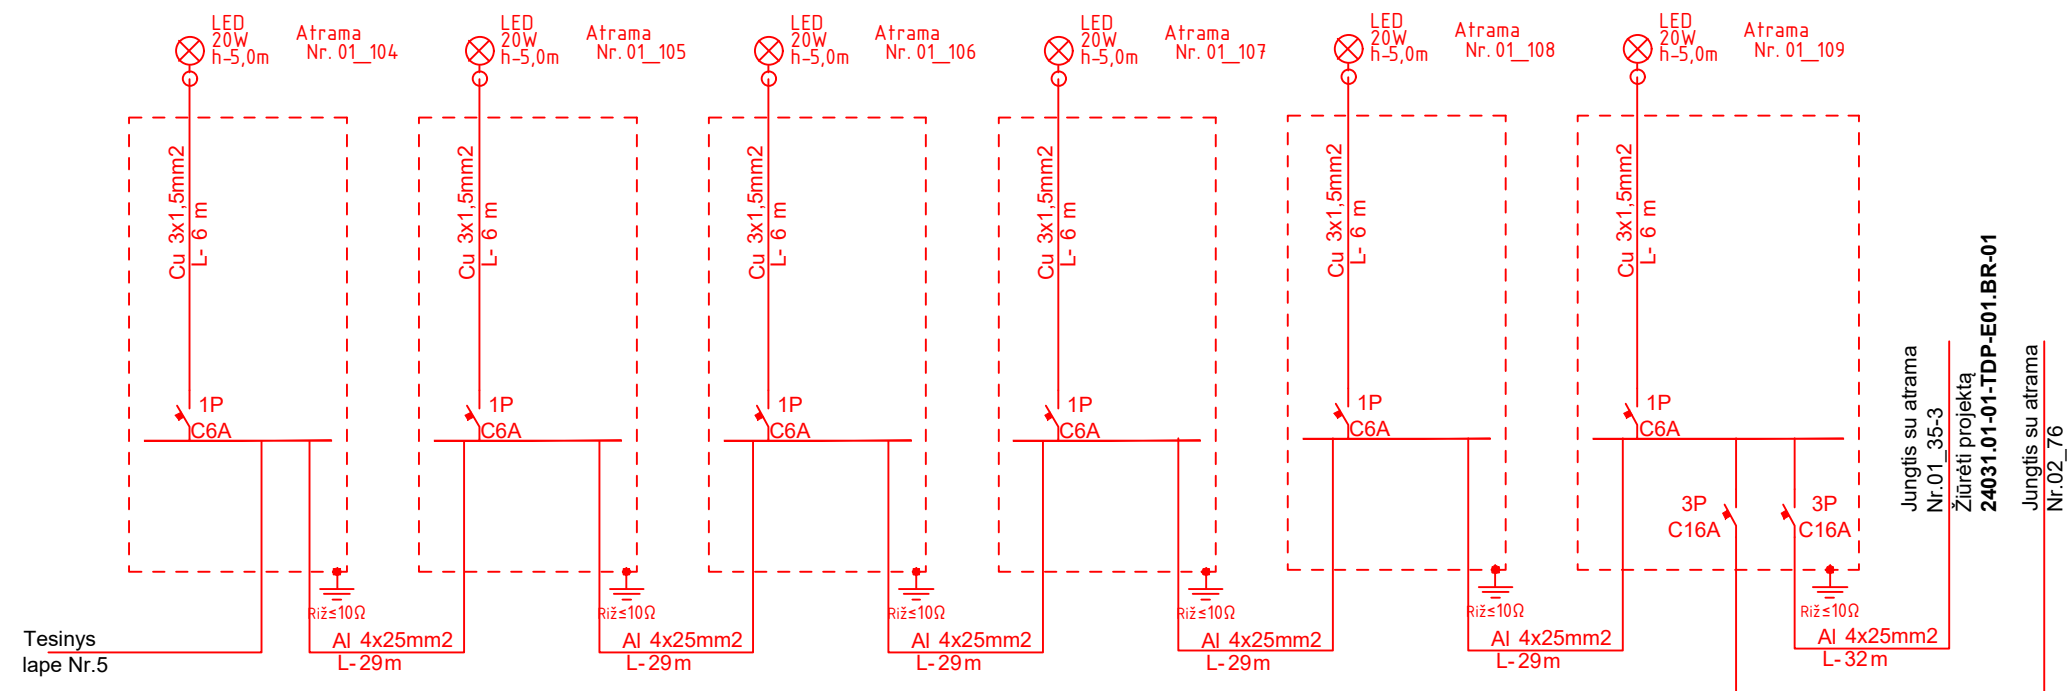 LED
20W
h-5,0m
Atrama
Nr. 01_104
LED
20W
h-5,0m
Atrama
Nr. 01_105
LED
20W
h-5,0m
Atrama
Nr. 01_106
LED
20W
h-5,0m
Atrama
Nr. 01_107
LED
20W
h-5,0m
Atrama
Nr. 01_108
LED
20W
h-5,0m
Atrama
Nr. 01_109
Cu 3x1,5mm2
L- 6 m
Cu 3x1,5mm2
L- 6 m
Cu 3x1,5mm2
L- 6 m
Cu 3x1,5mm2
L- 6 m
Cu 3x1,5mm2
L- 6 m
Cu 3x1,5mm2
L- 6 m
1P
C6A
1P
C6A
1P
C6A
1P
C6A
1P
C6A
1P
C6A
3P
C16A
3P
C16A
Jungtis su atrama
Nr.01_35-3
Žiūrėti projektą
24031.01-01-TDP-E01.BR-01
Jungtis su atrama
Nr.02_76
Riž≤10Ω
Riž≤10Ω
Riž≤10Ω
Riž≤10Ω
Riž≤10Ω
Riž≤10Ω
Tesinys
lape Nr.5
Al 4x25mm2
L-29m
Al 4x25mm2
L-29m
Al 4x25mm2
L-29m
Al 4x25mm2
L-29m
Al 4x25mm2
L-29m
Al 4x25mm2
L-32m